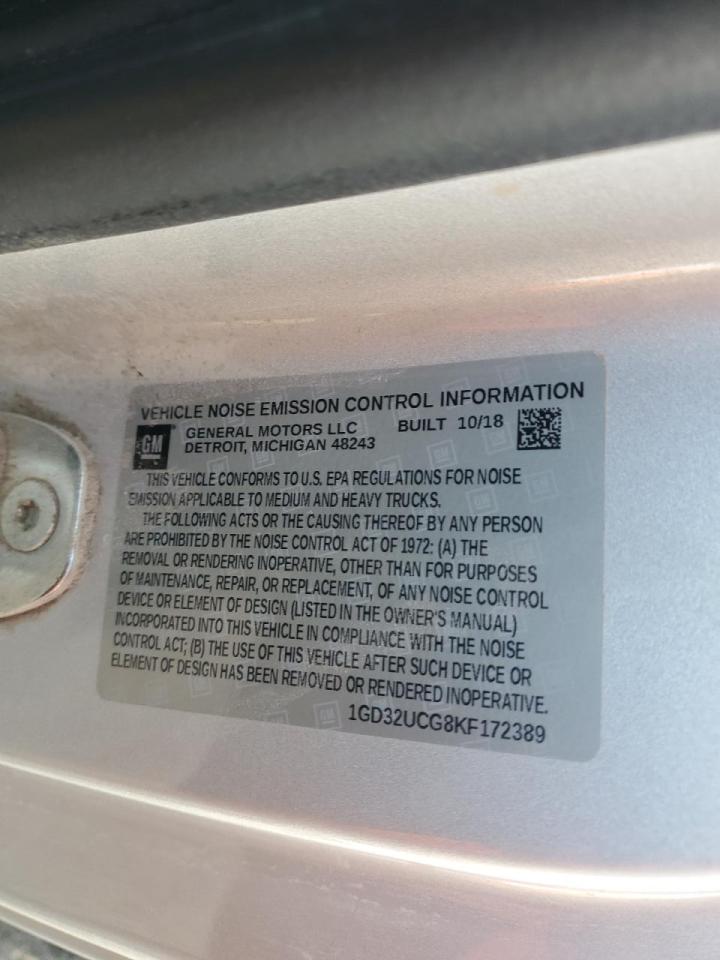 VEHICLE NOISE EMISSION CONTROL INFORMATION
GM
GENERAL MOTORS LLC BUILT 10/18
DETROIT, MICHIGAN 48243
THIS VEHICLE CONFORMS TO U.S. EPA REGULATIONS FOR NOISE
EMISSION APPLICABLE TO MEDIUM AND HEAVY TRUCKS.
THE FOLLOWING ACTS OR THE CAUSING THEREOF BY ANY PERSON
ARE PROHIBITED BY THE NOISE CONTROL ACT OF 1972: (A) THE
REMOVAL OR RENDERING INOPERATIVE, OTHER THAN FOR PURPOSES
OF MAINTENANCE, REPAIR, OR REPLACEMENT, OF ANY NOISE CONTROL
DEVICE OR ELEMENT OF DESIGN (LISTED IN THE OWNER'S MANUAL)
INCORPORATED INTO THIS VEHICLE IN COMPLIANCE WITH THE NOISE
CONTROL ACT; (B) THE USE OF THIS VEHICLE AFTER SUCH DEVICE OR
ELEMENT OF DESIGN HAS BEEN REMOVED OR RENDERED INOPERATIVE.
1GD32UCG8KF172389